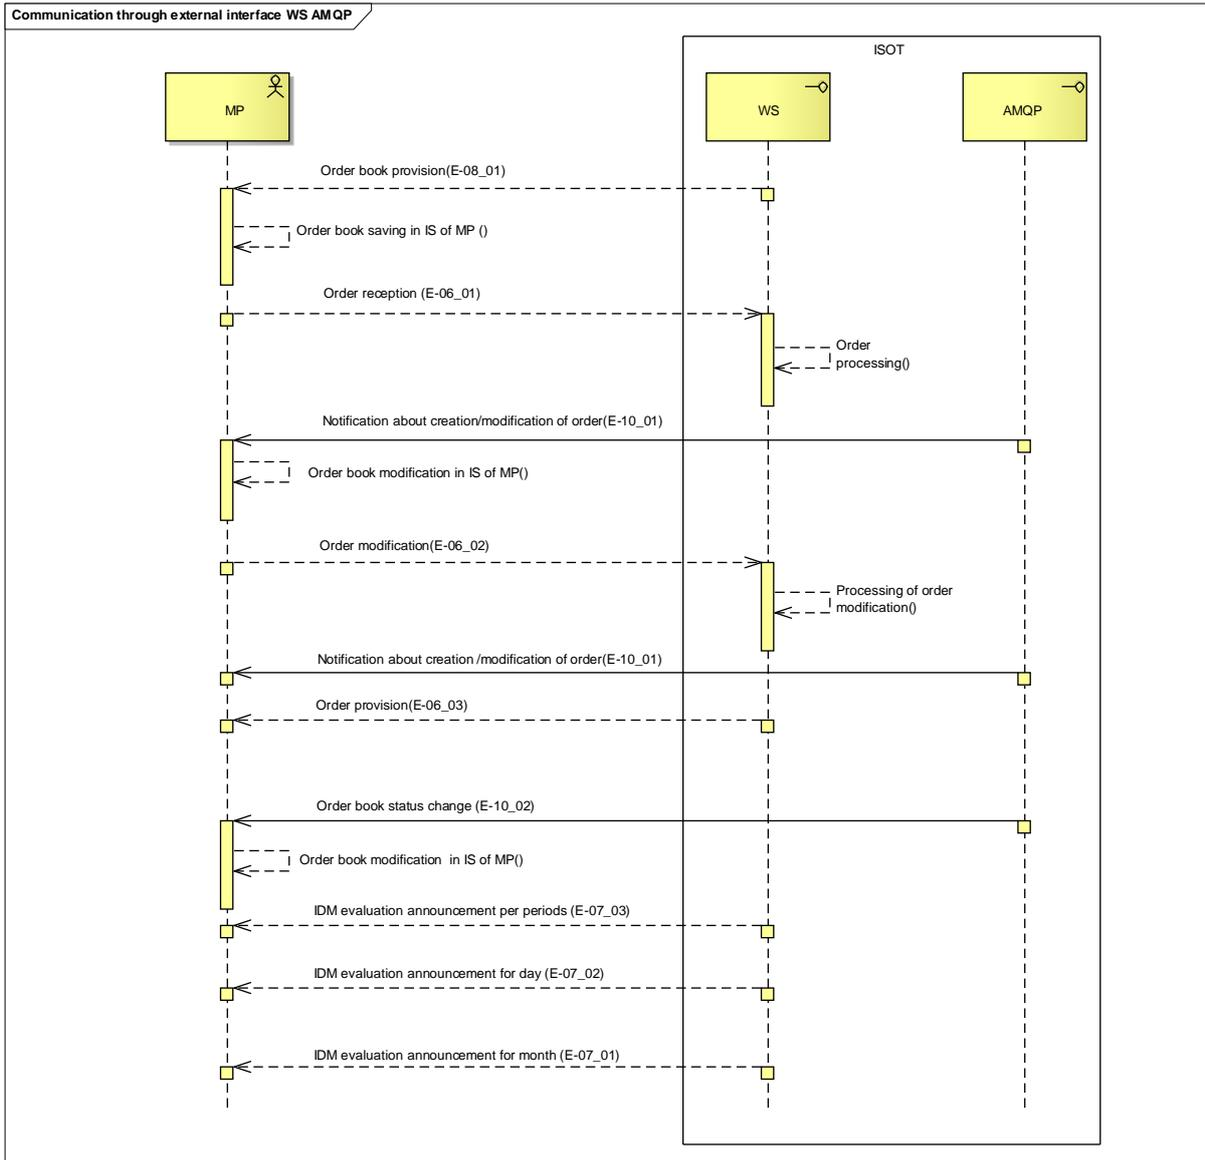 Communication through external interface WS AMQP
ISOT
MP
WS
AMQP
Order book provision(E-08_01)
Order book saving in IS of MP ()
Order reception (E-06_01)
Order
processing()
Notification about creation/modification of order(E-10_01)
Order book modification in IS of MP()
Order modification(E-06_02)
Processing of order
modification()
Notification about creation /modification of order(E-10_01)
Order provision(E-06_03)
Order book status change (E-10_02)
Order book modification  in IS of MP()
IDM evaluation announcement per periods (E-07_03)
IDM evaluation announcement for day (E-07_02)
IDM evaluation announcement for month (E-07_01)